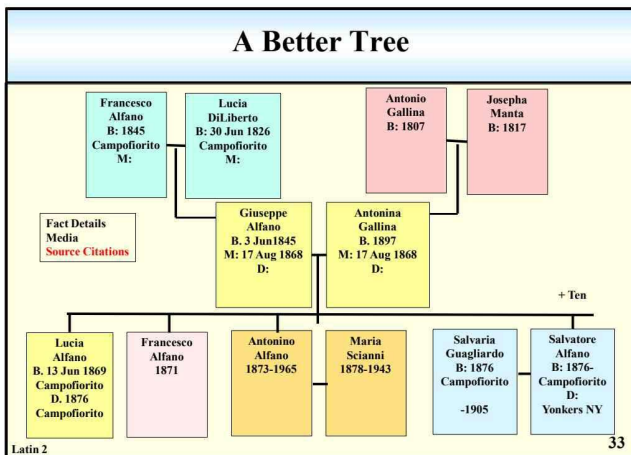 A Better Tree
Francesco
Alfano
B: 1845
Campofiorito
M:
Lucia
DiLiberto
B: 30 Jun 1826
Campofiorito
M:
Antonio
Gallina
B: 1807
Josepha
Manta
B: 1817
Fact Details
Media
Source Citations
Giuseppe
Alfano
B. 3 Jun1845
M: 17 Aug 1868
D:
Antonina
Gallina
B. 1897
M: 17 Aug 1868
D:
+ Ten
Lucia
Alfano
B. 13 Jun 1869
Campofiorito
D. 1876
Campofiorito
Francesco
Alfano
1871
Antonino
Alfano
1873-1965
Maria
Scianni
1878-1943
Salvaria
Guagliardo
B: 1876
Campofiorito
-1905
Salvatore
Alfano
B: 1876-
Campofiorito
D:
Yonkers NY
Latin 2
33